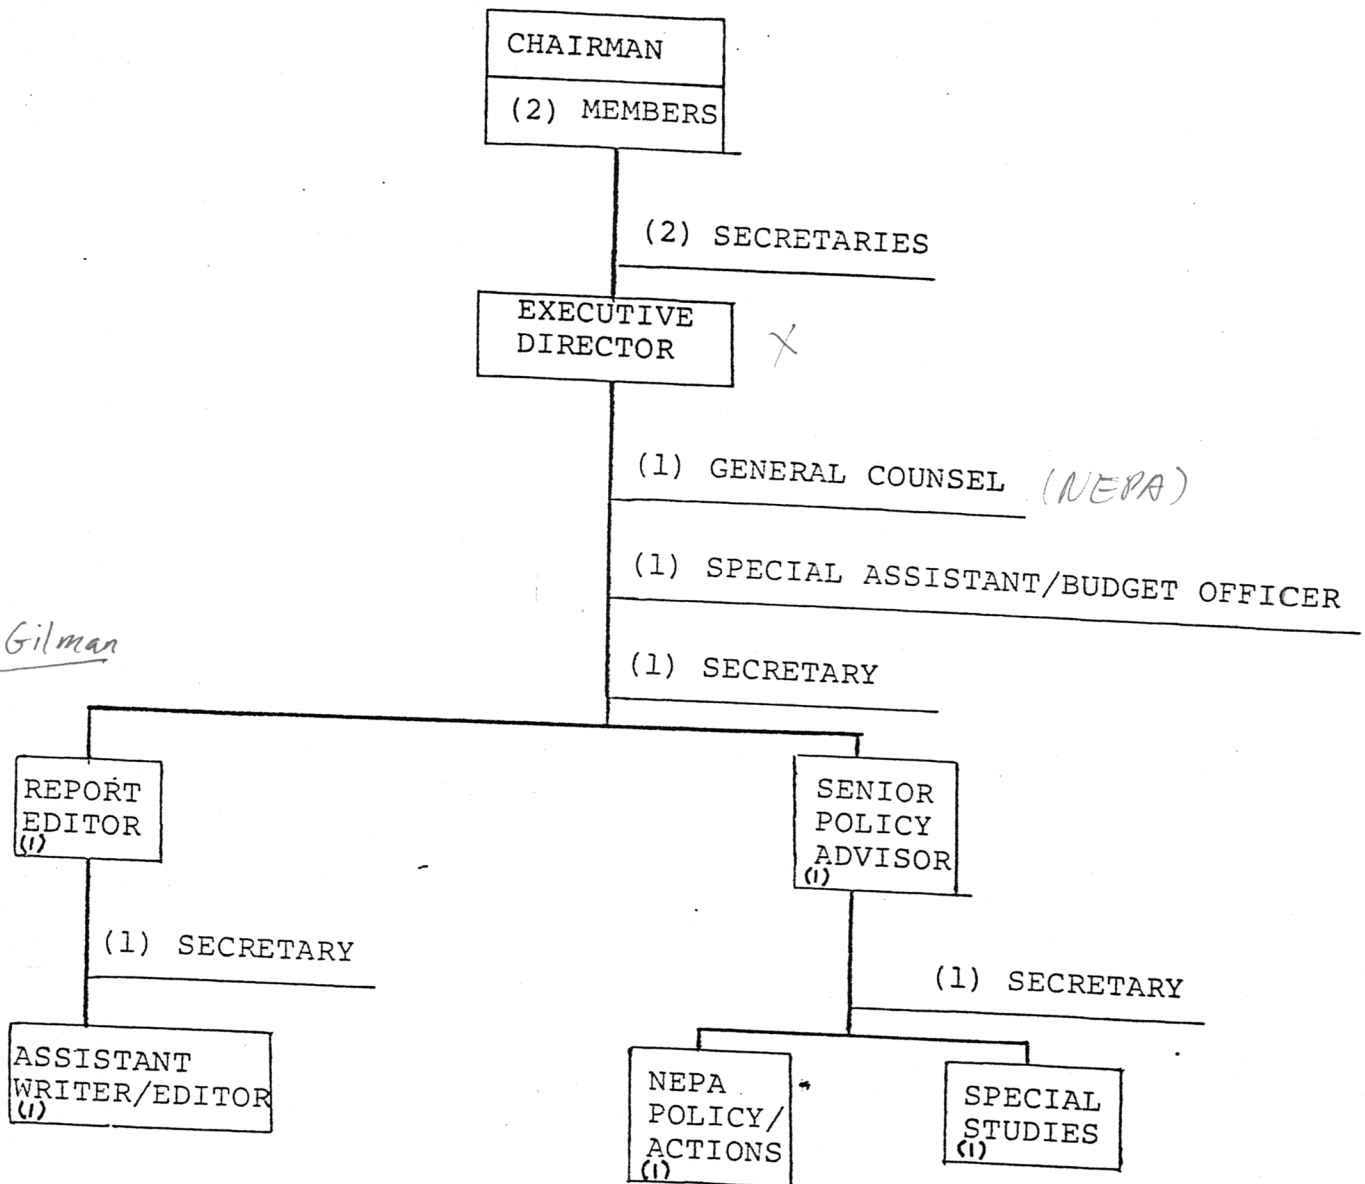 CHAIRMAN
(2) MEMBERS
(2) SECRETARIES
EXECUTIVE
DIRECTOR
X
(1) GENERAL COUNSEL (NEPA)
(1) SPECIAL ASSISTANT/BUDGET OFFICER
Gilman
(1) SECRETARY
REPORT
EDITOR
(1)
SENIOR
POLICY
ADVISOR
(1)
(1) SECRETARY
(1) SECRETARY
ASSISTANT
WRITER/EDITOR
(1)
NEPA
POLICY/
ACTIONS
(1)
SPECIAL
STUDIES
(1)